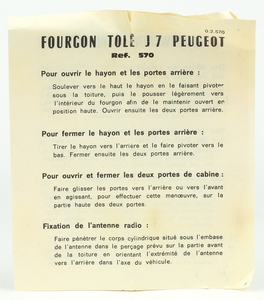 0.2.570
FOURGON TOLÉ J7 PEUGEOT
Ref. 570
Pour ouvrir le hayon et les portes arrière :
Soulever vers le haut le hayon en le faisant pivoter
sous la toiture, puis le pousser légèrement vers
l'intérieur du fourgon afin de le maintenir ouvert en
position haute. Ouvrir ensuite les deux portes arrière.
Pour fermer le hayon et les portes arrière :
Tirer le hayon vers l'arrière et le faire pivoter vers le
bas. Fermer ensuite les deux portes arrière.
Pour ouvrir et fermer les deux portes de cabine :
Faire glisser les portes vers l'arrière ou vers l'avant
en agissant, pour effectuer cette manœuvre, sur la
partie haute des deux portes.
Fixation de l'antenne radio :
Faire pénétrer le corps cylindrique situé sous l'embase
de l'antenne dans le perçage prévu sur la partie avant
de la toiture en orientant l'extrémité de l'antenne
vers l'arrière dans l'axe du véhicule.